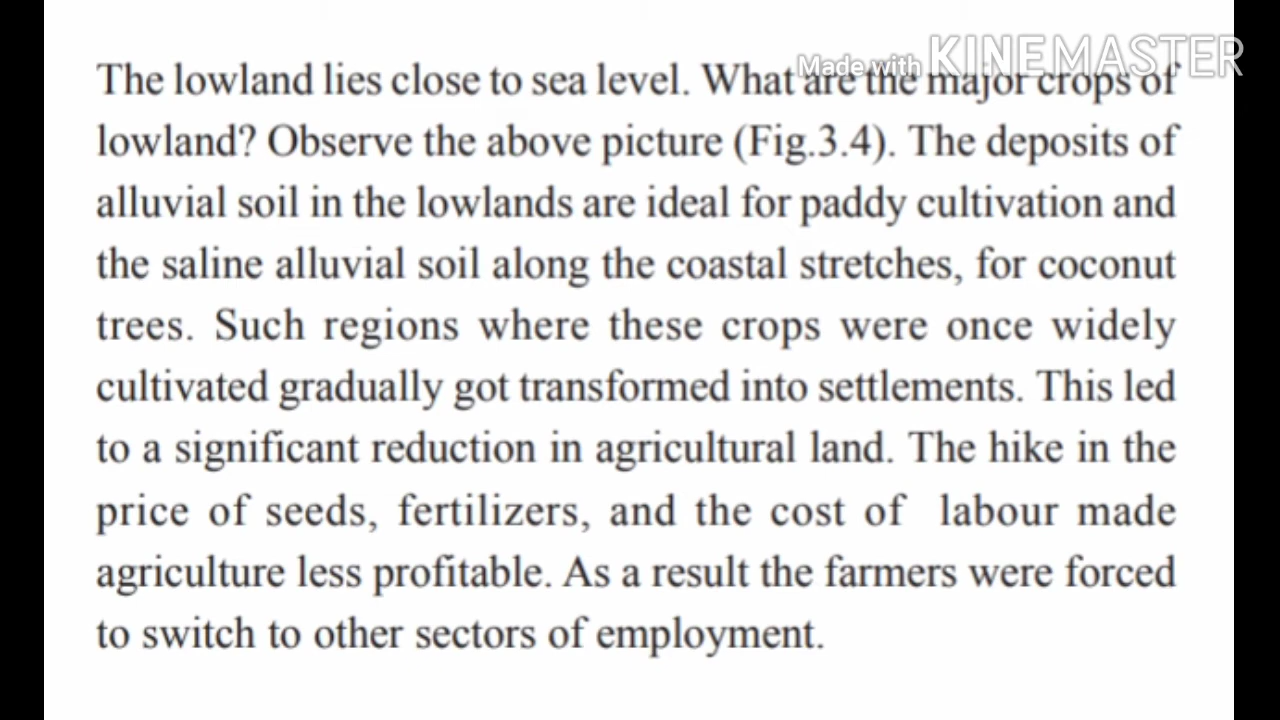 Made with KINEMASTER
The lowland lies close to sea level. What are the major crops of
lowland? Observe the above picture (Fig.3.4). The deposits of
alluvial soil in the lowlands are ideal for paddy cultivation and
the saline alluvial soil along the coastal stretches, for coconut
trees. Such regions where these crops were once widely
cultivated gradually got transformed into settlements. This led
to a significant reduction in agricultural land. The hike in the
price of seeds, fertilizers, and the cost of labour made
agriculture less profitable. As a result the farmers were forced
to switch to other sectors of employment.